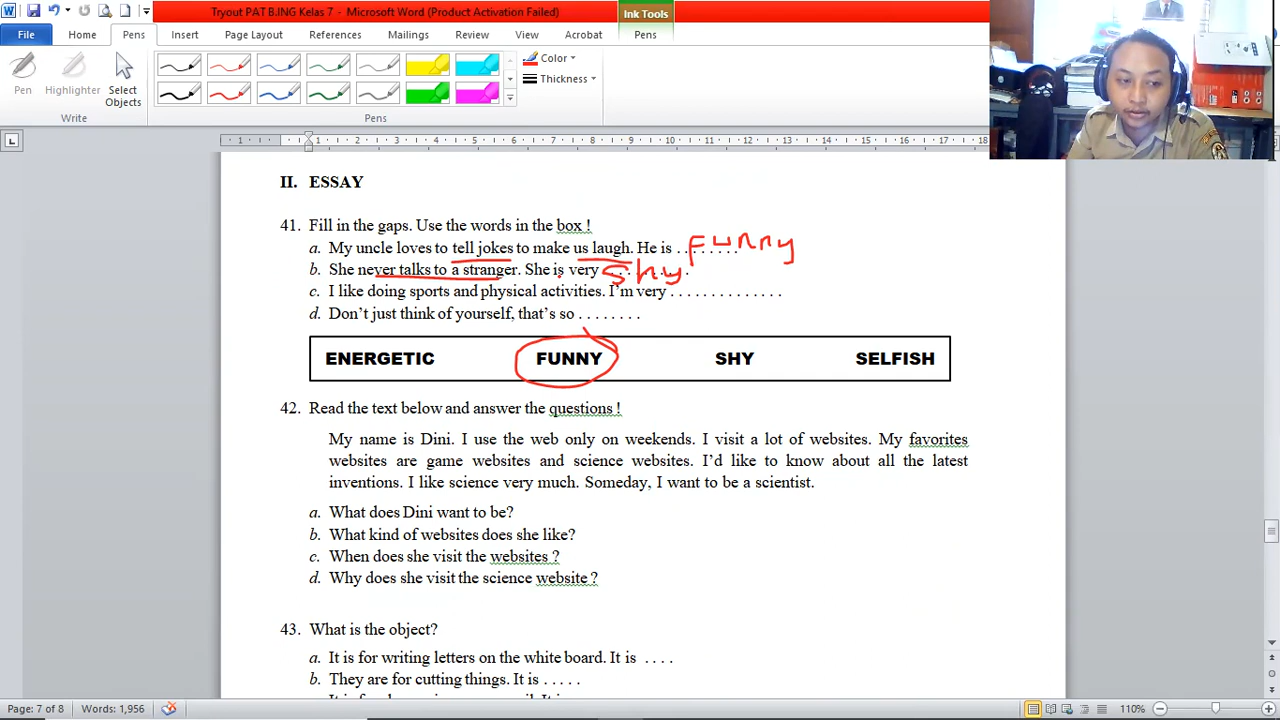 Tryout PAT B.ING Kelas 7 - Microsoft Word (Product Activation Failed)
Ink Tools
File Home Pens Insert Page Layout References Mailings Review View Acrobat Pens
Pen Highlighter Select Objects
Color
Thickness
Write Pens
II. ESSAY
41. Fill in the gaps. Use the words in the box !
a. My uncle loves to tell jokes to make us laugh. He is . . . . . . . . . Funny
b. She never talks to a stranger. She is very . . . . . . . . Shy
c. I like doing sports and physical activities. I'm very . . . . . . . . . . . . . .
d. Don't just think of yourself, that's so . . . . . . . .
ENERGETIC FUNNY SHY SELFISH
42. Read the text below and answer the questions !
My name is Dini. I use the web only on weekends. I visit a lot of websites. My favorites
websites are game websites and science websites. I'd like to know about all the latest
inventions. I like science very much. Someday, I want to be a scientist.
a. What does Dini want to be?
b. What kind of websites does she like?
c. When does she visit the websites ?
d. Why does she visit the science website ?
43. What is the object?
a. It is for writing letters on the white board. It is . . . .
b. They are for cutting things. It is . . . . .
Page: 7 of 8 Words: 1,956 110%